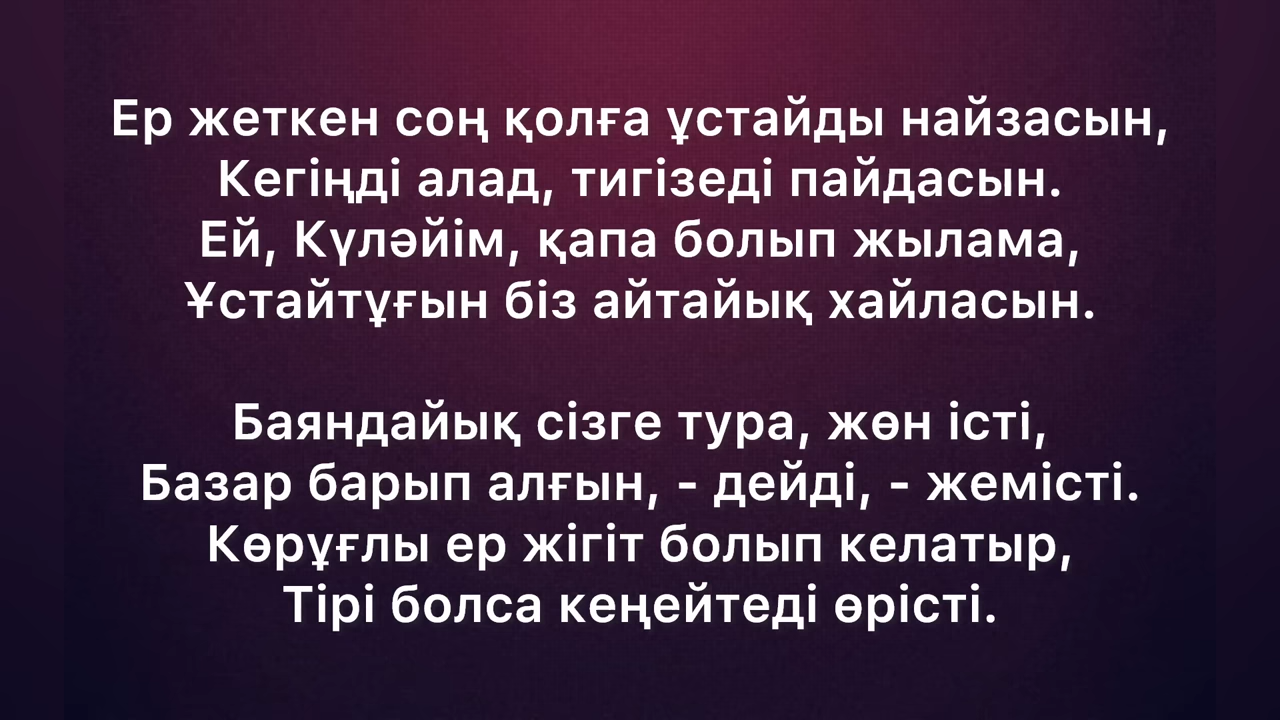 Ер жеткен соң қолға ұстайды найзасын,
Кегіңді алад, тигізеді пайдасын.
Ей, Күләйім, қапа болып жылама,
Ұстайтұғын біз айтайық хайласын.
Баяндайық сізге тура, жөн істі,
Базар барып алғын, - дейді, - жемісті.
Көрұғлы ер жігіт болып келатыр,
Тірі болса кеңейтеді өрісті.